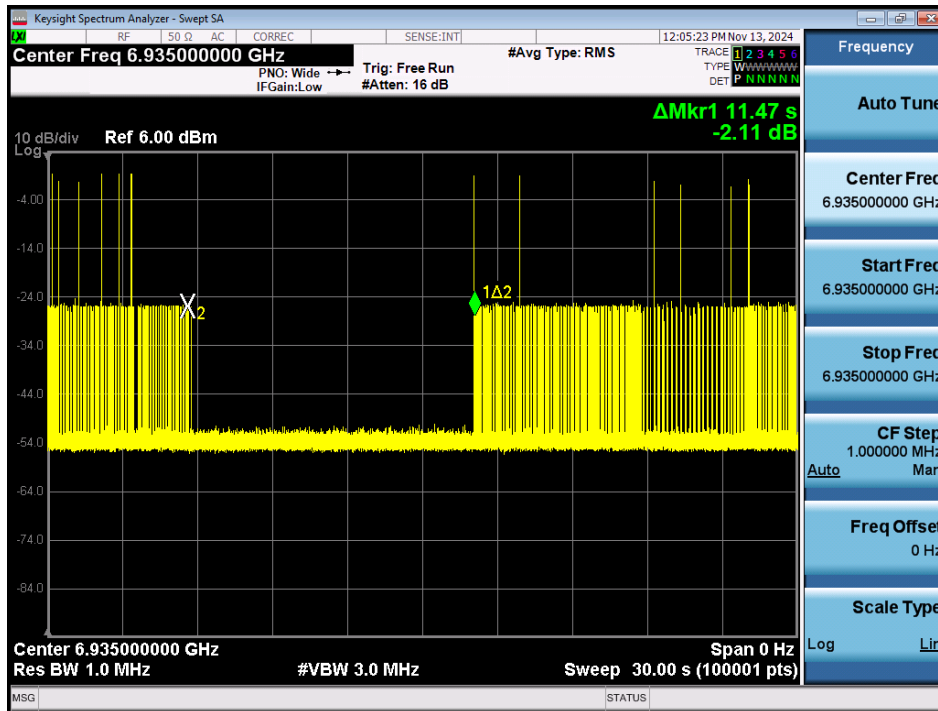 Keysight Spectrum Analyzer - Swept SA
LXI RF 50 Ω AC CORREC SENSE:INT 12:05:23 PM Nov 13, 2024
Center Freq 6.935000000 GHz
PNO: Wide
IFGain:Low
Trig: Free Run
#Atten: 16 dB
#Avg Type: RMS
TRACE 1 2 3 4 5 6
TYPE WWWWWW
DET P N N N N N
ΔMkr1 11.47 s
-2.11 dB
10 dB/div Ref 6.00 dBm
Log
-4.00
-14.0
-24.0
-34.0
-44.0
-54.0
-64.0
-74.0
-84.0
2
1Δ2
Center 6.935000000 GHz Span 0 Hz
Res BW 1.0 MHz #VBW 3.0 MHz Sweep 30.00 s (100001 pts)
MSG STATUS
Frequency
Auto Tune
Center Freq
6.935000000 GHz
Start Freq
6.935000000 GHz
Stop Freq
6.935000000 GHz
CF Step
1.000000 MHz
Auto Man
Freq Offset
0 Hz
Scale Type
Log Lin